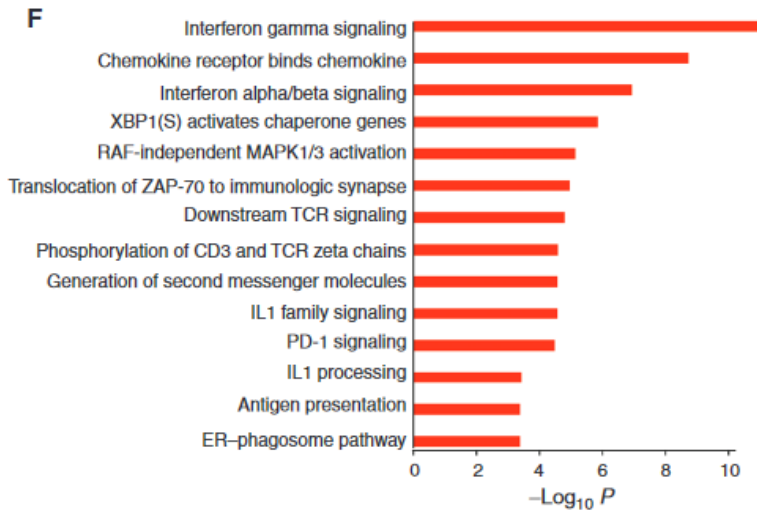 F
Interferon gamma signaling
Chemokine receptor binds chemokine
Interferon alpha/beta signaling
XBP1(S) activates chaperone genes
RAF-independent MAPK1/3 activation
Translocation of ZAP-70 to immunologic synapse
Downstream TCR signaling
Phosphorylation of CD3 and TCR zeta chains
Generation of second messenger molecules
IL1 family signaling
PD-1 signaling
IL1 processing
Antigen presentation
ER–phagosome pathway
0 2 4 6 8 10
–Log₁₀ P